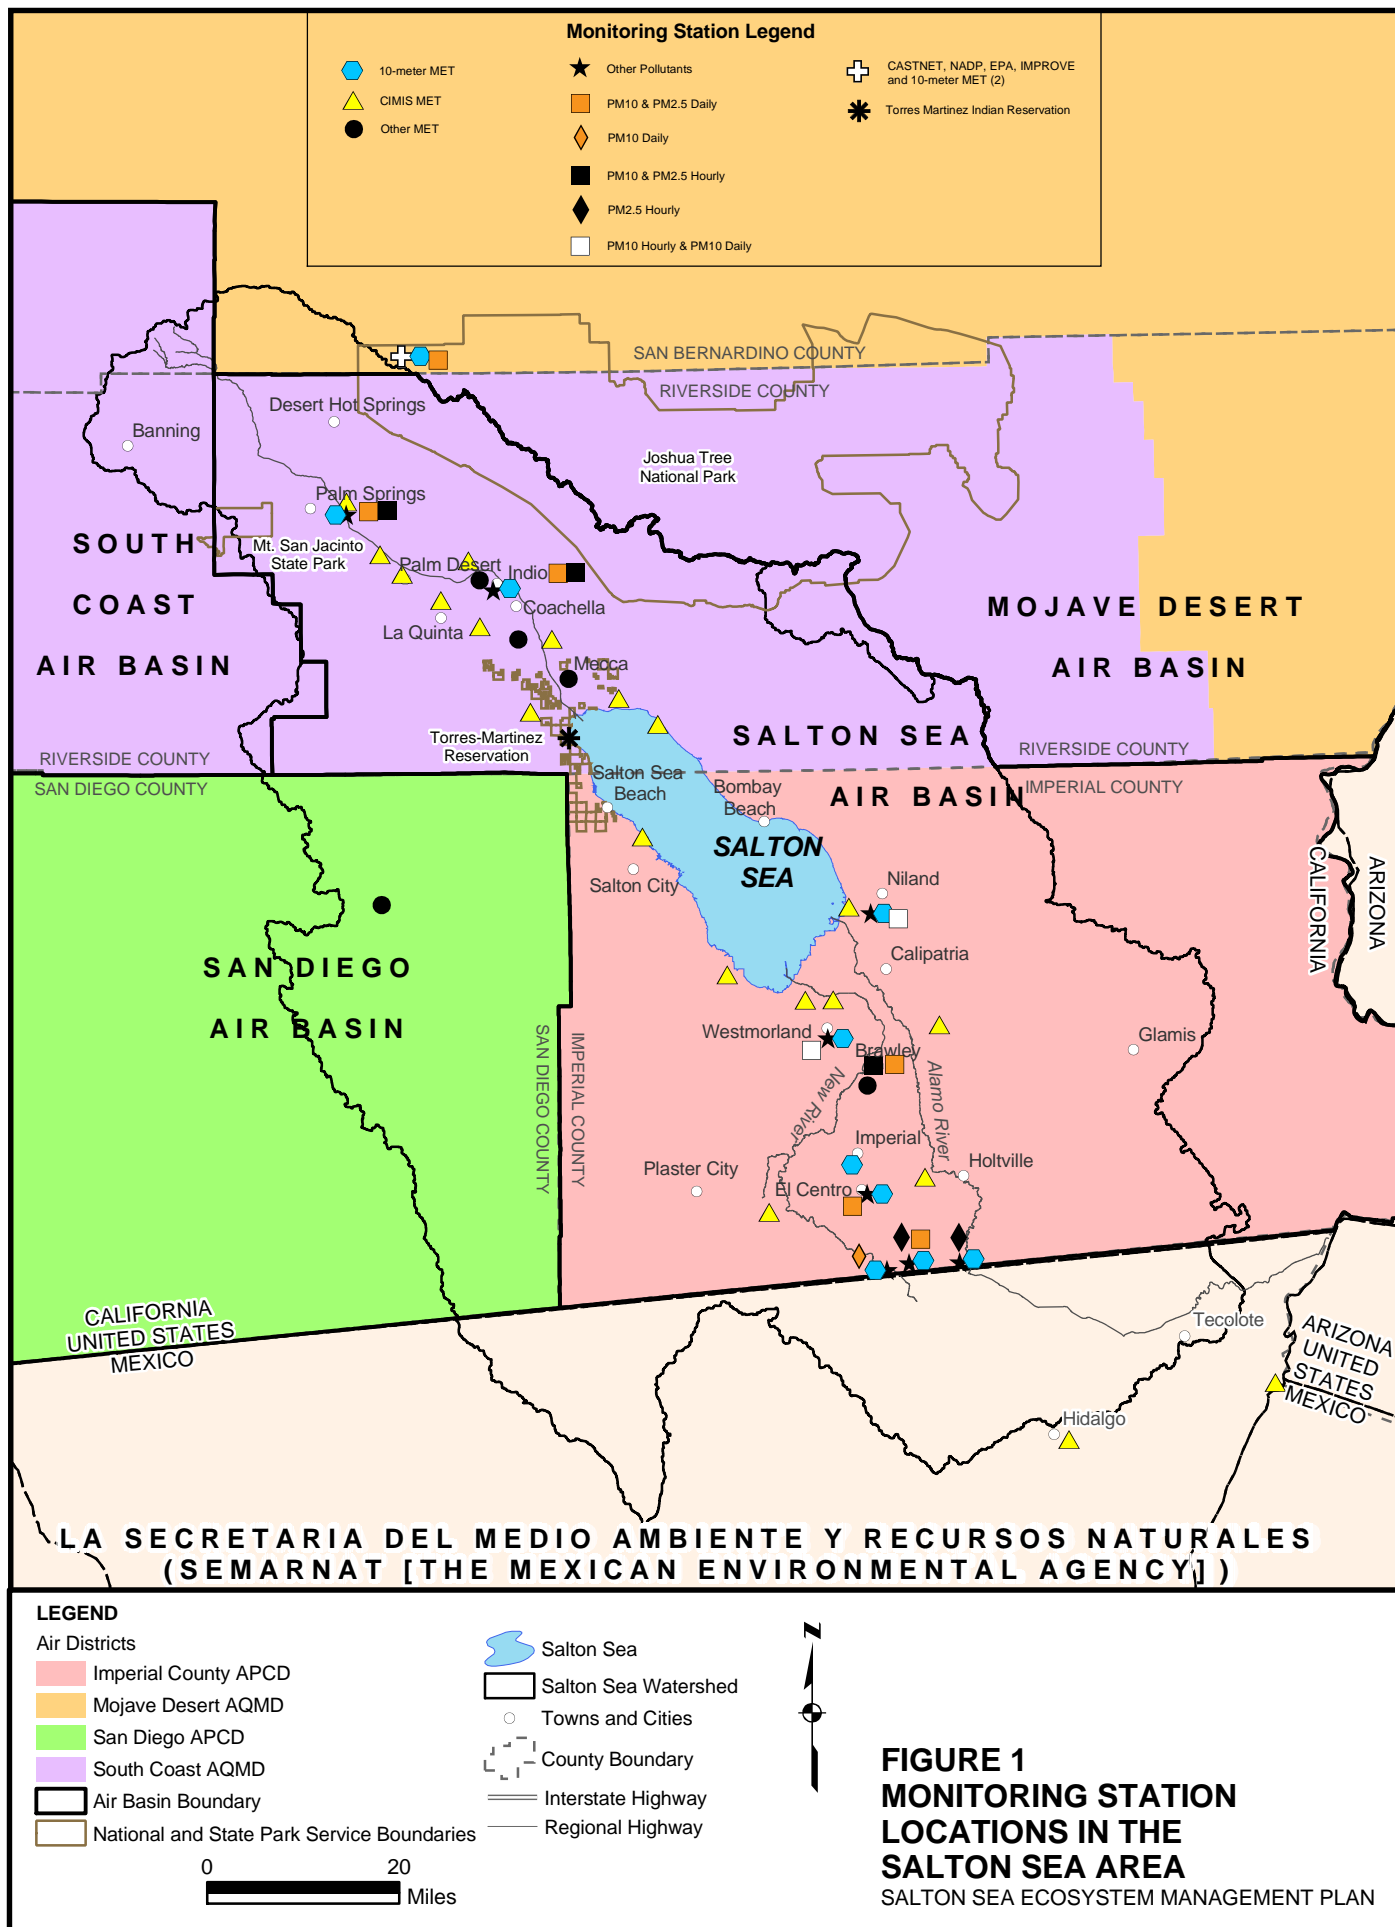 Monitoring Station Legend
10-meter MET
CIMIS MET
Other MET
Other Pollutants
PM10 & PM2.5 Daily
PM10 Daily
PM10 & PM2.5 Hourly
PM2.5 Hourly
PM10 Hourly & PM10 Daily
CASTNET, NADP, EPA, IMPROVE
and 10-meter MET (2)
Torres Martinez Indian Reservation
SAN BERNARDINO COUNTY
RIVERSIDE COUNTY
Desert Hot Springs
Banning
Joshua Tree
National Park
Palm Springs
SOUTH
COAST
AIR BASIN
Mt. San Jacinto
State Park
Palm Desert
Indio
Coachella
La Quinta
MOJAVE DESERT
AIR BASIN
Mecca
Torres-Martinez
Reservation
SALTON SEA
AIR BASIN
RIVERSIDE COUNTY
SAN DIEGO COUNTY
RIVERSIDE COUNTY
IMPERIAL COUNTY
Salton Sea
Beach
Bombay
Beach
SALTON
SEA
Salton City
Niland
CALIFORNIA
ARIZONA
Calipatria
SAN DIEGO
AIR BASIN
SAN DIEGO COUNTY
IMPERIAL COUNTY
Westmorland
Brawley
Glamis
New River
Alamo River
Imperial
Holtville
Plaster City
El Centro
CALIFORNIA
UNITED STATES
MEXICO
Tecolote
ARIZONA
UNITED
STATES
MEXICO
Hidalgo
LA SECRETARIA DEL MEDIO AMBIENTE Y RECURSOS NATURALES
(SEMARNAT [THE MEXICAN ENVIRONMENTAL AGENCY])
LEGEND
Air Districts
Imperial County APCD
Mojave Desert AQMD
San Diego APCD
South Coast AQMD
Air Basin Boundary
National and State Park Service Boundaries
0 20
Miles
Salton Sea
Salton Sea Watershed
Towns and Cities
County Boundary
Interstate Highway
Regional Highway
Z
FIGURE 1
MONITORING STATION
LOCATIONS IN THE
SALTON SEA AREA
SALTON SEA ECOSYSTEM MANAGEMENT PLAN